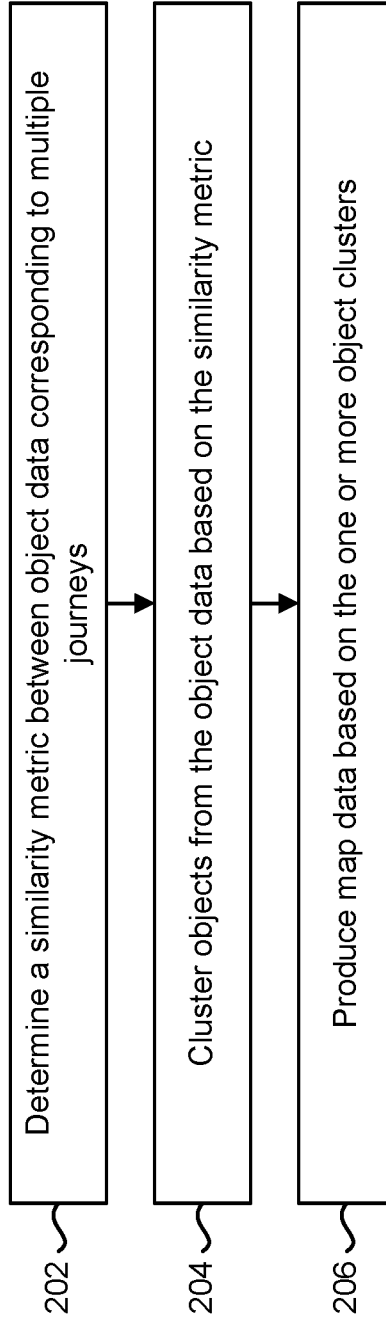 202
Determine a similarity metric between object data corresponding to multiple
journeys
204
Cluster objects from the object data based on the similarity metric
206
Produce map data based on the one or more object clusters